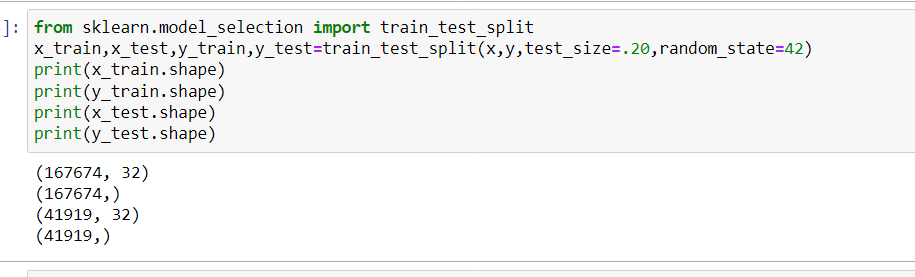 ]: from sklearn.model_selection import train_test_split
x_train,x_test,y_train,y_test=train_test_split(x,y,test_size=.20,random_state=42)
print(x_train.shape)
print(y_train.shape)
print(x_test.shape)
print(y_test.shape)
(167674, 32)
(167674,)
(41919, 32)
(41919,)